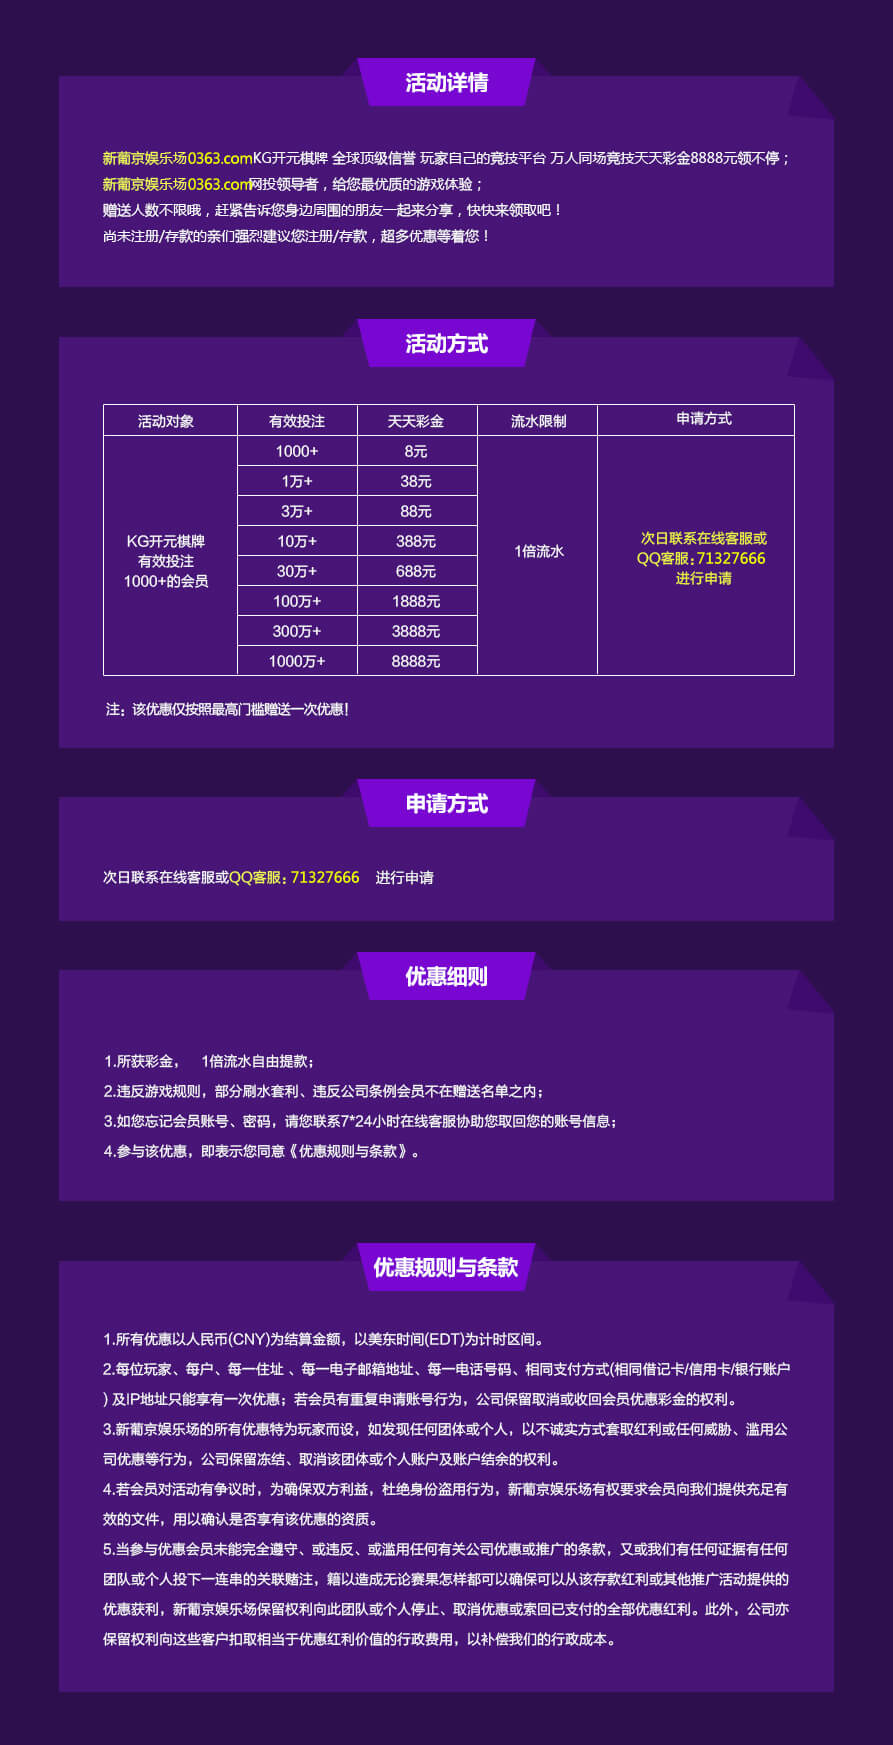 活动详情
新葡京娱乐场0363.comKG开元棋牌 全球顶级信誉 玩家自己的竞技平台 万人同场竞技天天彩金8888元领不停；
新葡京娱乐场0363.com网投领导者，给您最优质的游戏体验；
赠送人数不限哦，赶紧告诉您身边周围的朋友一起来分享，快快来领取吧！
尚未注册/存款的亲们强烈建议您注册/存款，超多优惠等着您！
活动方式
活动对象 有效投注 天天彩金 流水限制 申请方式
1000+ 8元
1万+ 38元
3万+ 88元
10万+ 388元
30万+ 688元
100万+ 1888元
300万+ 3888元
1000万+ 8888元
KG开元棋牌
有效投注
1000+的会员
1倍流水
次日联系在线客服或
QQ客服:71327666
进行申请
注：该优惠仅按照最高门槛赠送一次优惠！
申请方式
次日联系在线客服或QQ客服: 71327666 进行申请
优惠细则
1.所获彩金， 1倍流水自由提款；
2.违反游戏规则，部分刷水套利、违反公司条例会员不在赠送名单之内；
3.如您忘记会员账号、密码，请您联系7*24小时在线客服协助您取回您的账号信息；
4.参与该优惠，即表示您同意《优惠规则与条款》。
优惠规则与条款
1.所有优惠以人民币(CNY)为结算金额，以美东时间(EDT)为计时区间。
2.每位玩家、每户、每一住址 、每一电子邮箱地址、每一电话号码、相同支付方式(相同借记卡/信用卡/银行账户
) 及IP地址只能享有一次优惠；若会员有重复申请账号行为，公司保留取消或收回会员优惠彩金的权利。
3.新葡京娱乐场的所有优惠特为玩家而设，如发现任何团体或个人，以不诚实方式套取红利或任何威胁、滥用公
司优惠等行为，公司保留冻结、取消该团体或个人账户及账户结余的权利。
4.若会员对活动有争议时，为确保双方利益，杜绝身份盗用行为，新葡京娱乐场有权要求会员向我们提供充足有
效的文件，用以确认是否享有该优惠的资质。
5.当参与优惠会员未能完全遵守、或违反、或滥用任何有关公司优惠或推广的条款，又或我们有任何证据有任何
团队或个人投下一连串的关联赌注，籍以造成无论赛果怎样都可以确保可以从该存款红利或其他推广活动提供的
优惠获利，新葡京娱乐场保留权利向此团队或个人停止、取消优惠或索回已支付的全部优惠红利。此外，公司亦
保留权利向这些客户扣取相当于优惠红利价值的行政费用，以补偿我们的行政成本。